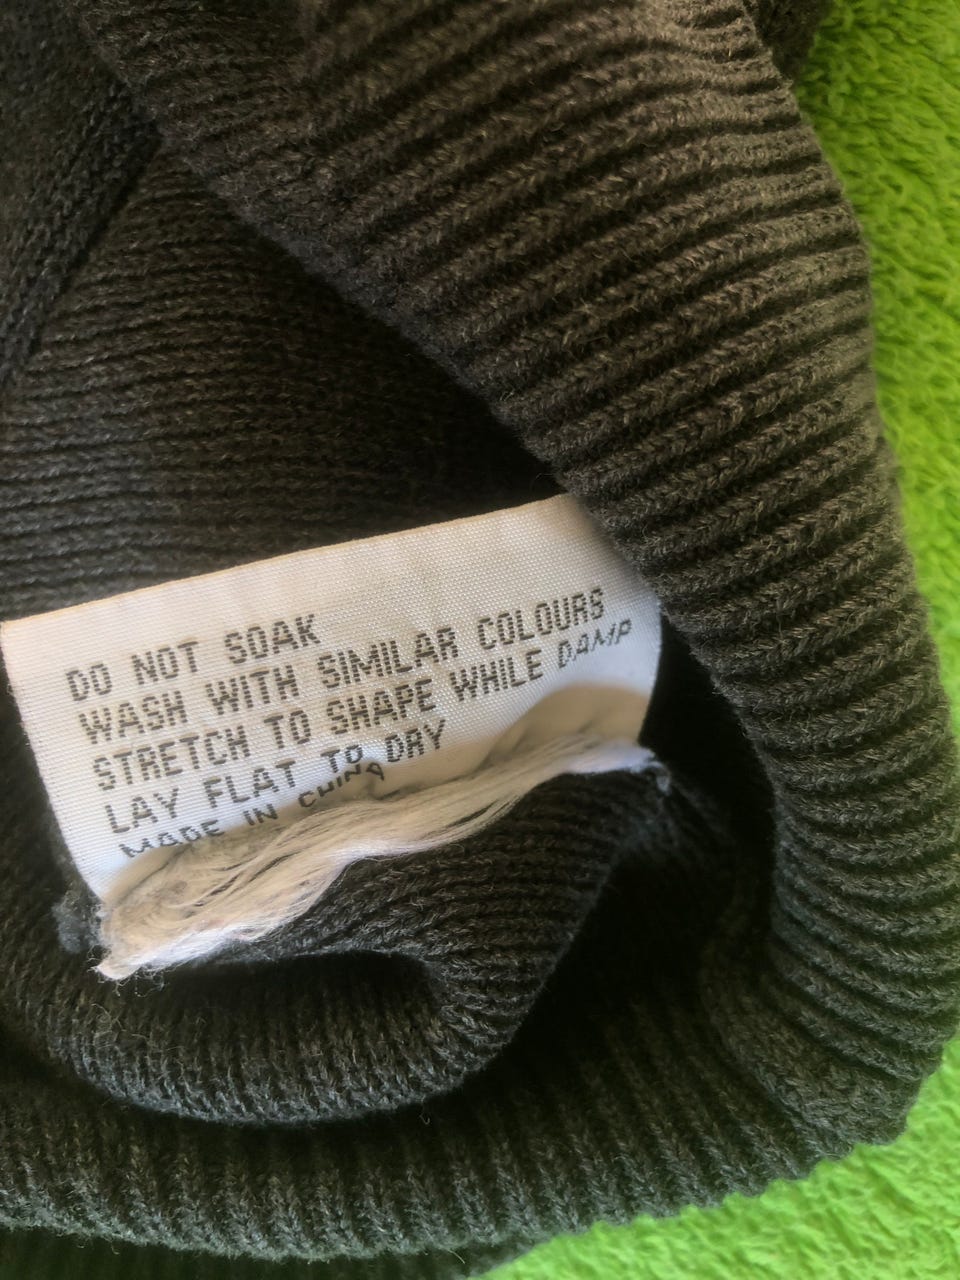 DO NOT SOAK
WASH WITH SIMILAR COLOURS
STRETCH TO SHAPE WHILE DAMP
LAY FLAT TO DRY
MADE IN CHINA